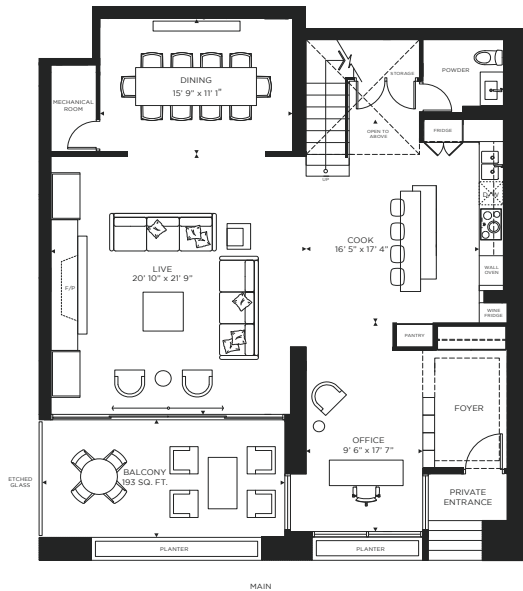 DINING
15' 9" x 11' 1"
MECHANICAL
ROOM
STORAGE
POWDER
OPEN TO
ABOVE
FRIDGE
UP
D/W
COOK
16' 5" x 17' 4"
WALL
OVEN
WINE
FRIDGE
LIVE
20' 10" x 21' 9"
F/P
PANTRY
FOYER
OFFICE
9' 6" x 17' 7"
BALCONY
193 SQ. FT.
ETCHED
GLASS
PRIVATE
ENTRANCE
PLANTER
PLANTER
MAIN